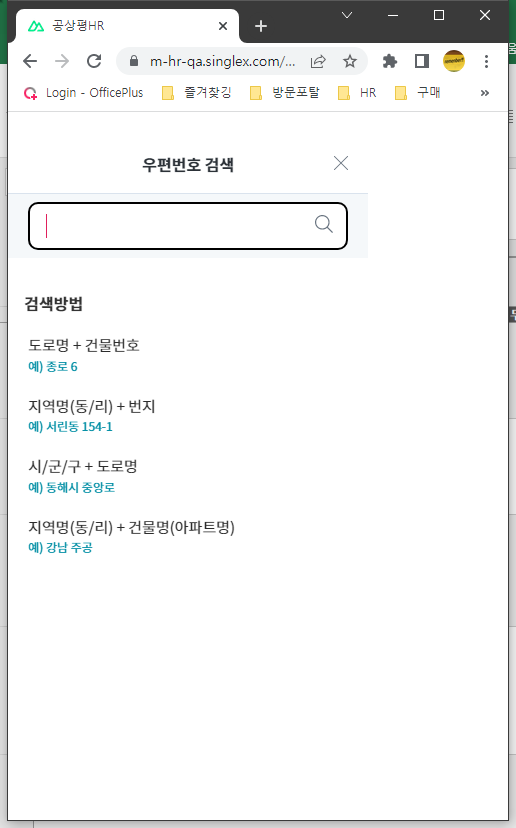 공상평HR
m-hr-qa.singlex.com/...
Login - OfficePlus
즐겨찾깅
방문포탈
HR
구매
우편번호 검색
검색방법
도로명 + 건물번호
예) 종로 6
지역명(동/리) + 번지
예) 서린동 154-1
시/군/구 + 도로명
예) 동해시 중앙로
지역명(동/리) + 건물명(아파트명)
예) 강남 주공